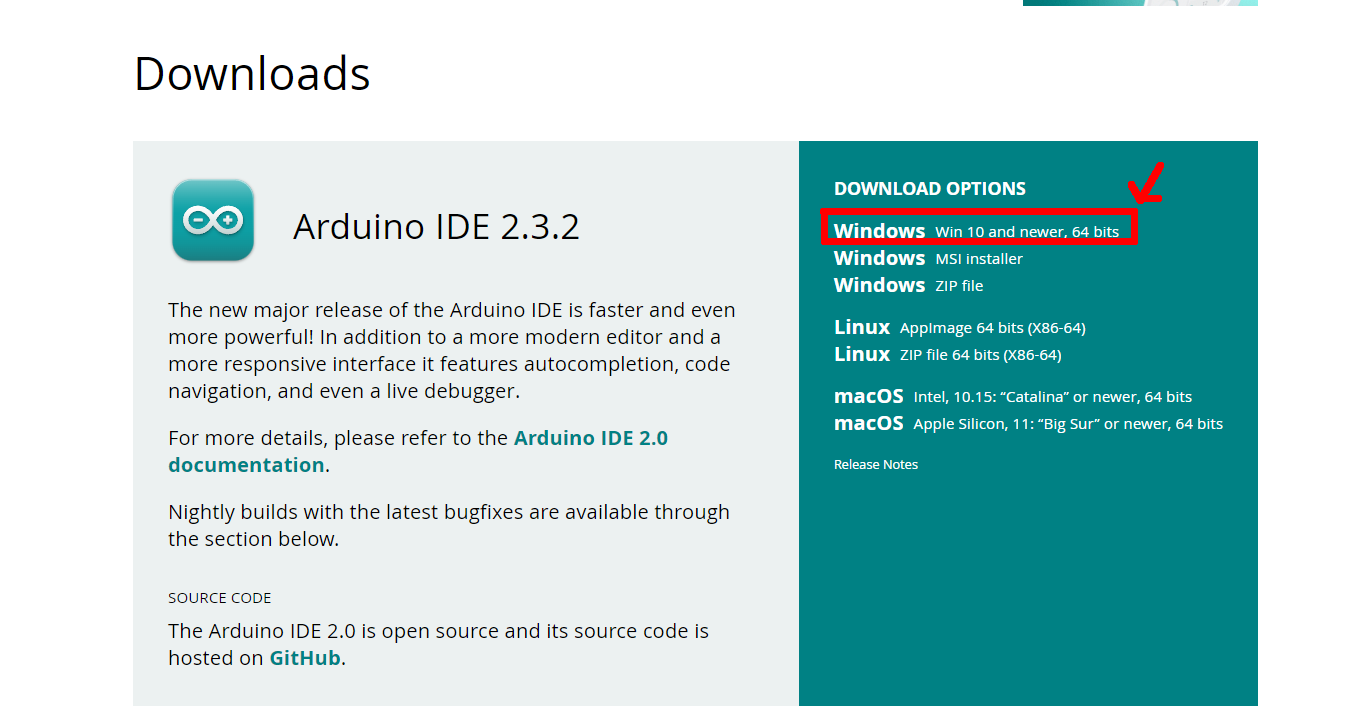 Downloads
Arduino IDE 2.3.2
The new major release of the Arduino IDE is faster and even
more powerful! In addition to a more modern editor and a
more responsive interface it features autocompletion, code
navigation, and even a live debugger.
For more details, please refer to the Arduino IDE 2.0
documentation.
Nightly builds with the latest bugfixes are available through
the section below.
SOURCE CODE
The Arduino IDE 2.0 is open source and its source code is
hosted on GitHub.
DOWNLOAD OPTIONS
Windows Win 10 and newer, 64 bits
Windows MSI installer
Windows ZIP file
Linux AppImage 64 bits (X86-64)
Linux ZIP file 64 bits (X86-64)
macOS Intel, 10.15: “Catalina” or newer, 64 bits
macOS Apple Silicon, 11: “Big Sur” or newer, 64 bits
Release Notes